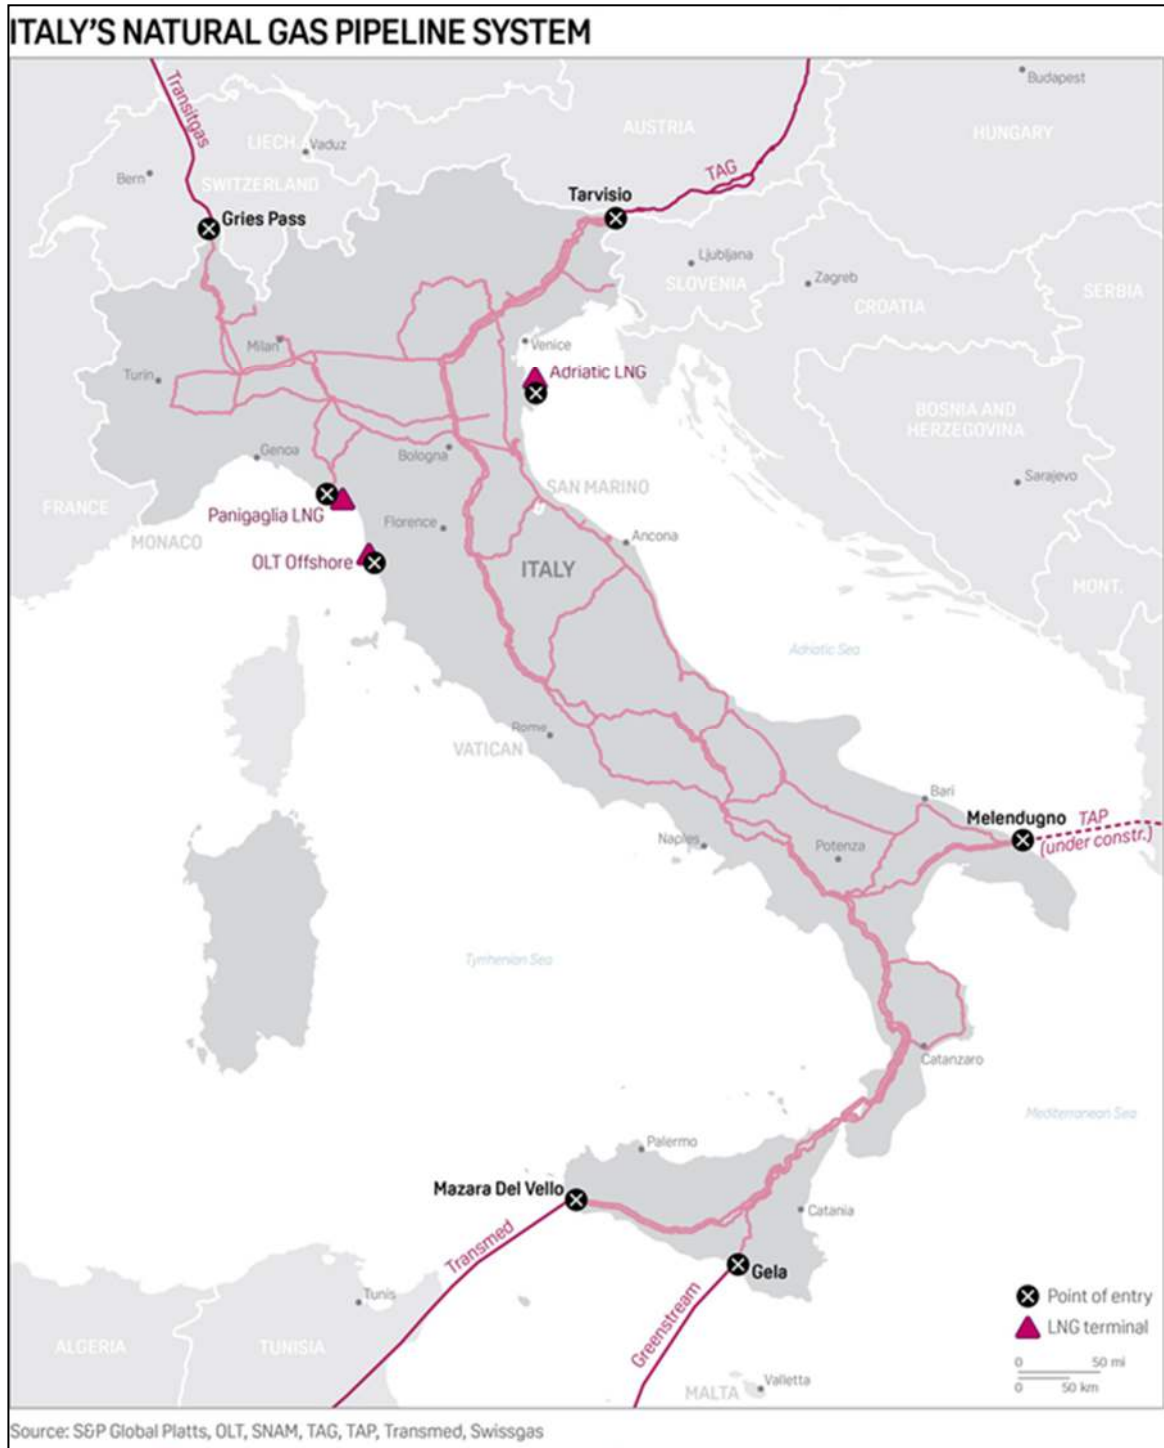 ITALY'S NATURAL GAS PIPELINE SYSTEM
Transitgas
Budapest
AUSTRIA
HUNGARY
LIECH.
Vaduz
Bern
SWITZERLAND
TAG
Tarvisio
Gries Pass
Ljubljana
SLOVENIA
Zagreb
CROATIA
SERBIA
Milan
Venice
Turin
Adriatic LNG
BOSNIA AND
HERZEGOVINA
Genoa
Bologna
Sarajevo
SAN MARINO
FRANCE
Panigaglia LNG
Florence
MONACO
Ancona
OLT Offshore
ITALY
MONT.
Adriatic Sea
Rome
VATICAN
Bari
Melendugno
TAP
(under constr.)
Naples
Potenza
Tyrrhenian Sea
Catanzaro
Mediterranean Sea
Palermo
Mazara Del Vello
Catania
Transmed
Gela
Greenstream
Tunis
Point of entry
LNG terminal
ALGERIA
TUNISIA
0 50 mi
0 50 km
MALTA
Valletta
Source: S&P Global Platts, OLT, SNAM, TAG, TAP, Transmed, Swissgas